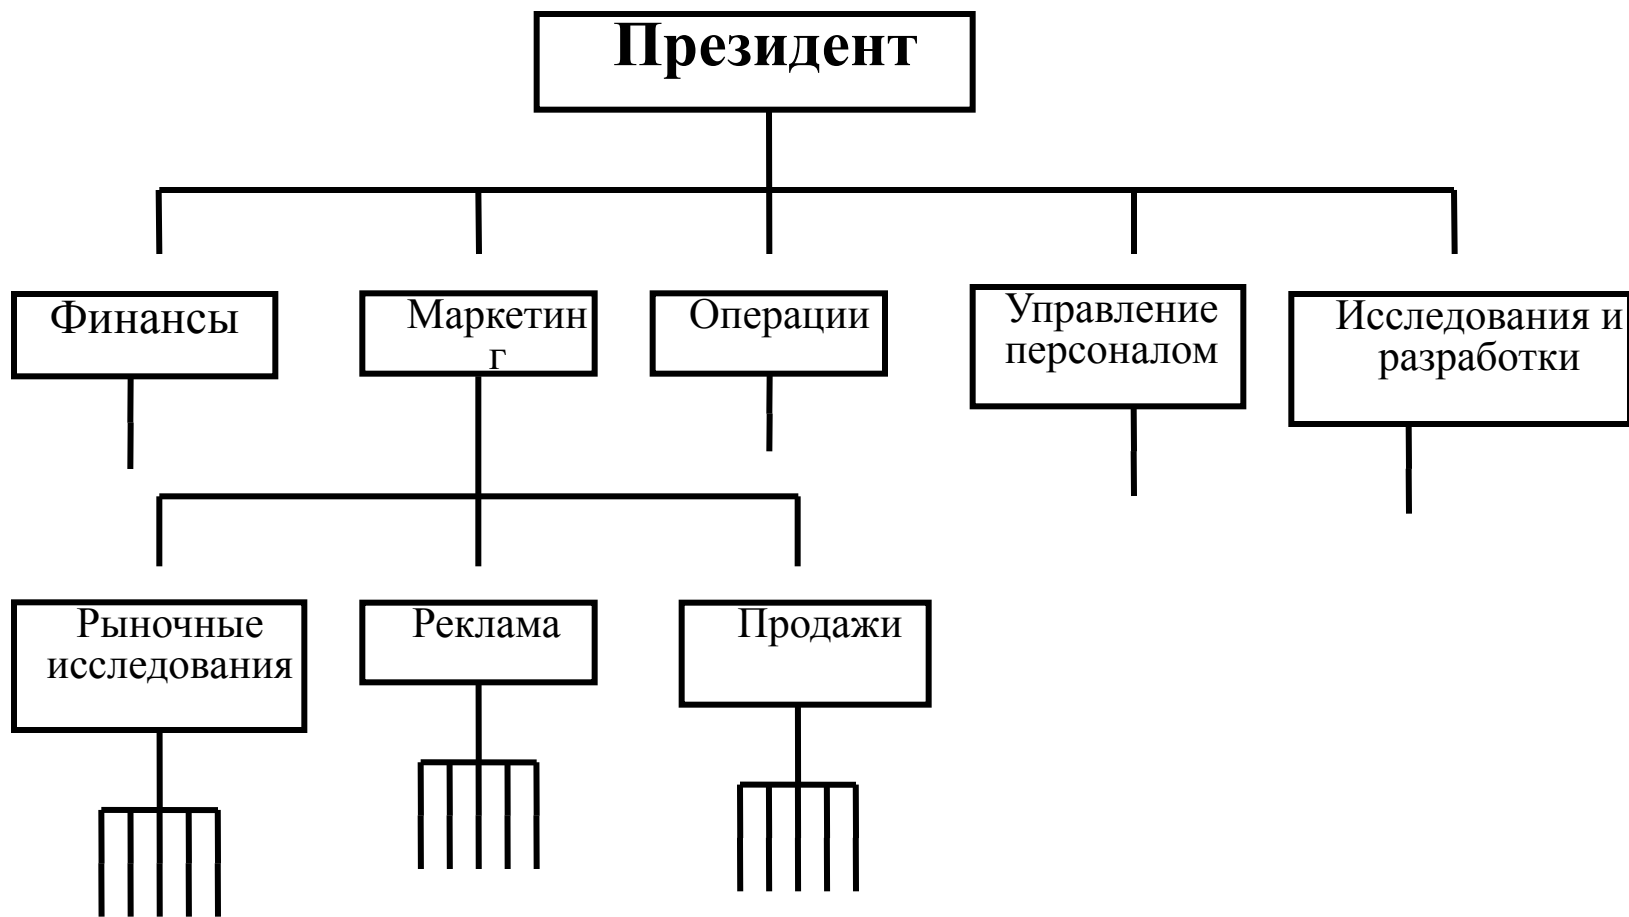 Президент
Финансы
Маркетин
г
Операции
Управление
персоналом
Исследования и
разработки
Рыночные
исследования
Реклама
Продажи